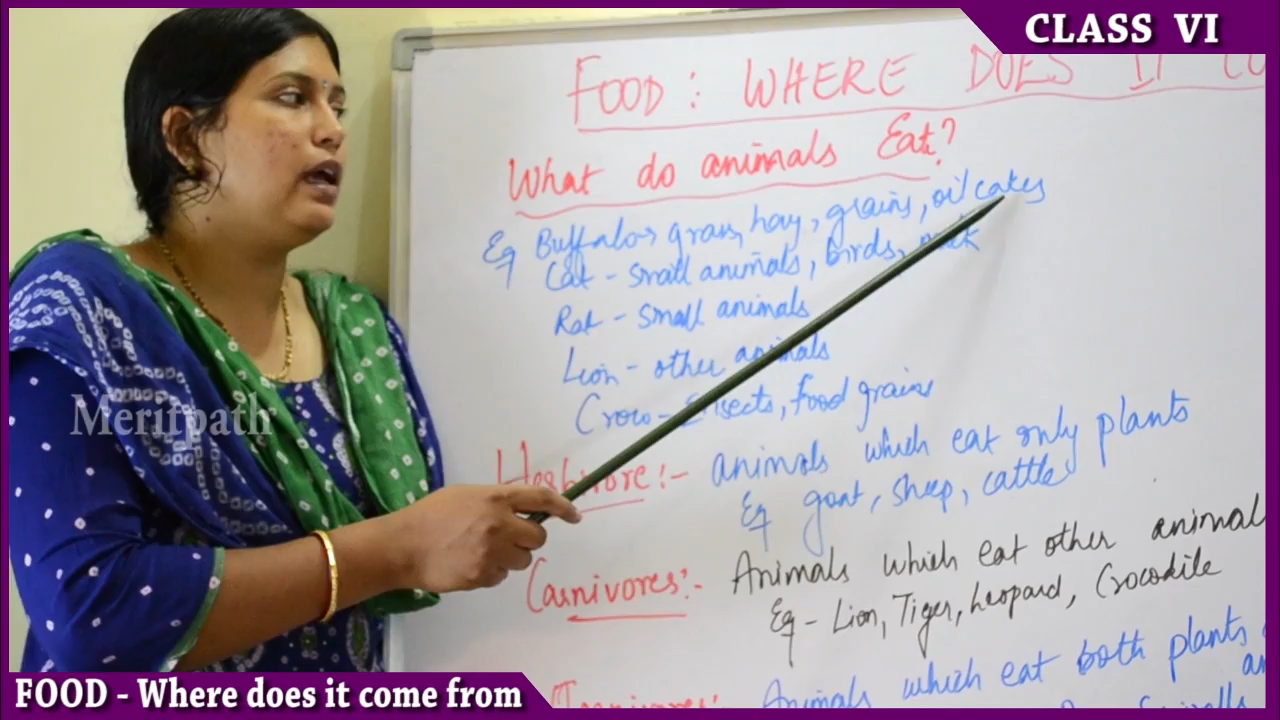 CLASS VI
FOOD: WHERE DOES IT
What do animals Eat?
Eg Buffalo grass, hay, grains, oil cakes
Cat - small animals, birds,
Rat - small animals
Lion - other animals
Crow - Insects, food grains
Herbivore:- animals which eat only plants
Eg goat, sheep, cattle
Carnivores:- Animals which eat other animal
Eg - Lion, Tiger, Leopard, Crocodile
Animals which eat both plants
Meritpath
FOOD - Where does it come from